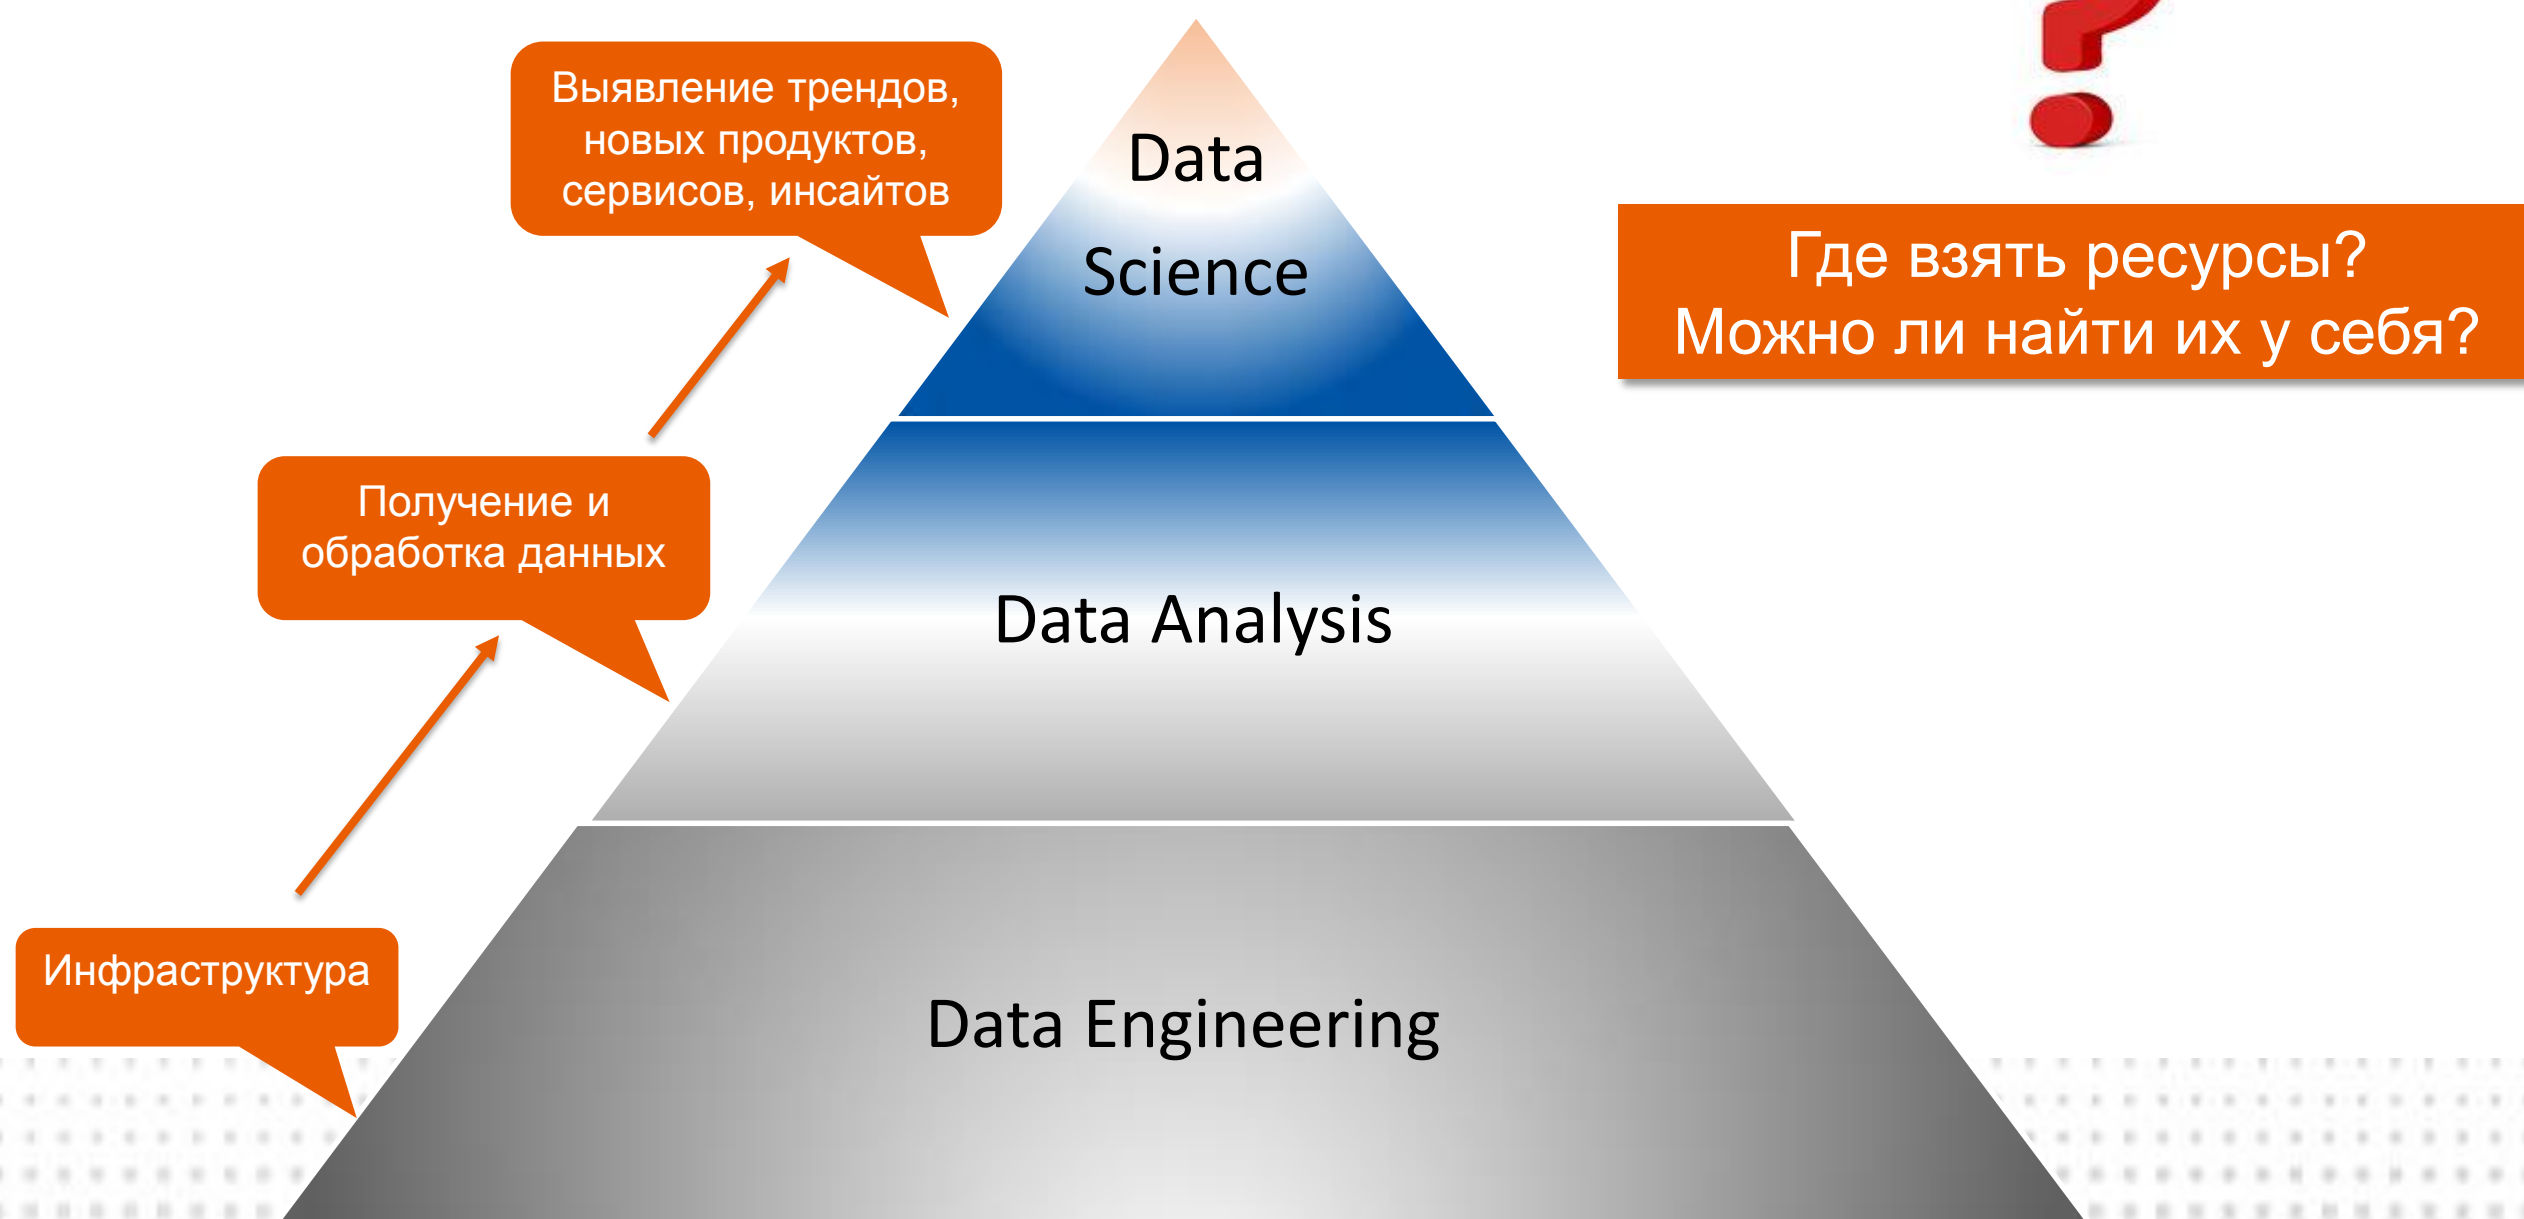 Выявление трендов,
новых продуктов,
сервисов, инсайтов
Data
Science
Где взять ресурсы?
Можно ли найти их у себя?
Получение и
обработка данных
Data Analysis
Инфраструктура
Data Engineering